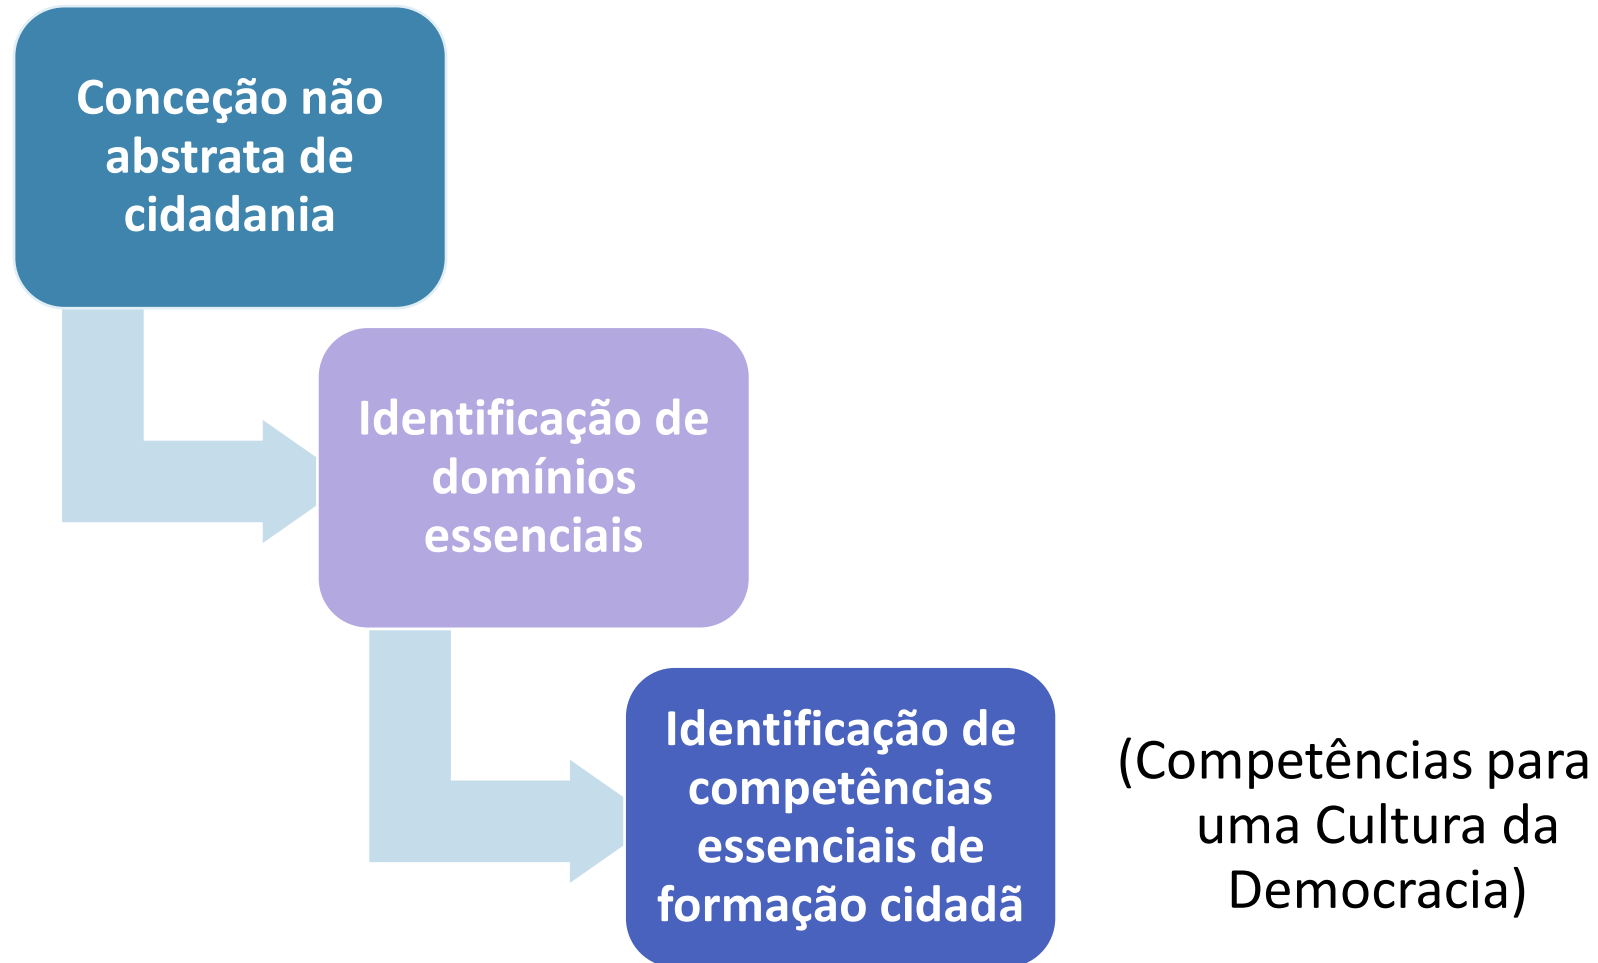 Conceção não
abstrata de
cidadania
Identificação de
domínios
essenciais
Identificação de
competências
essenciais de
formação cidadã
(Competências para
uma Cultura da
Democracia)